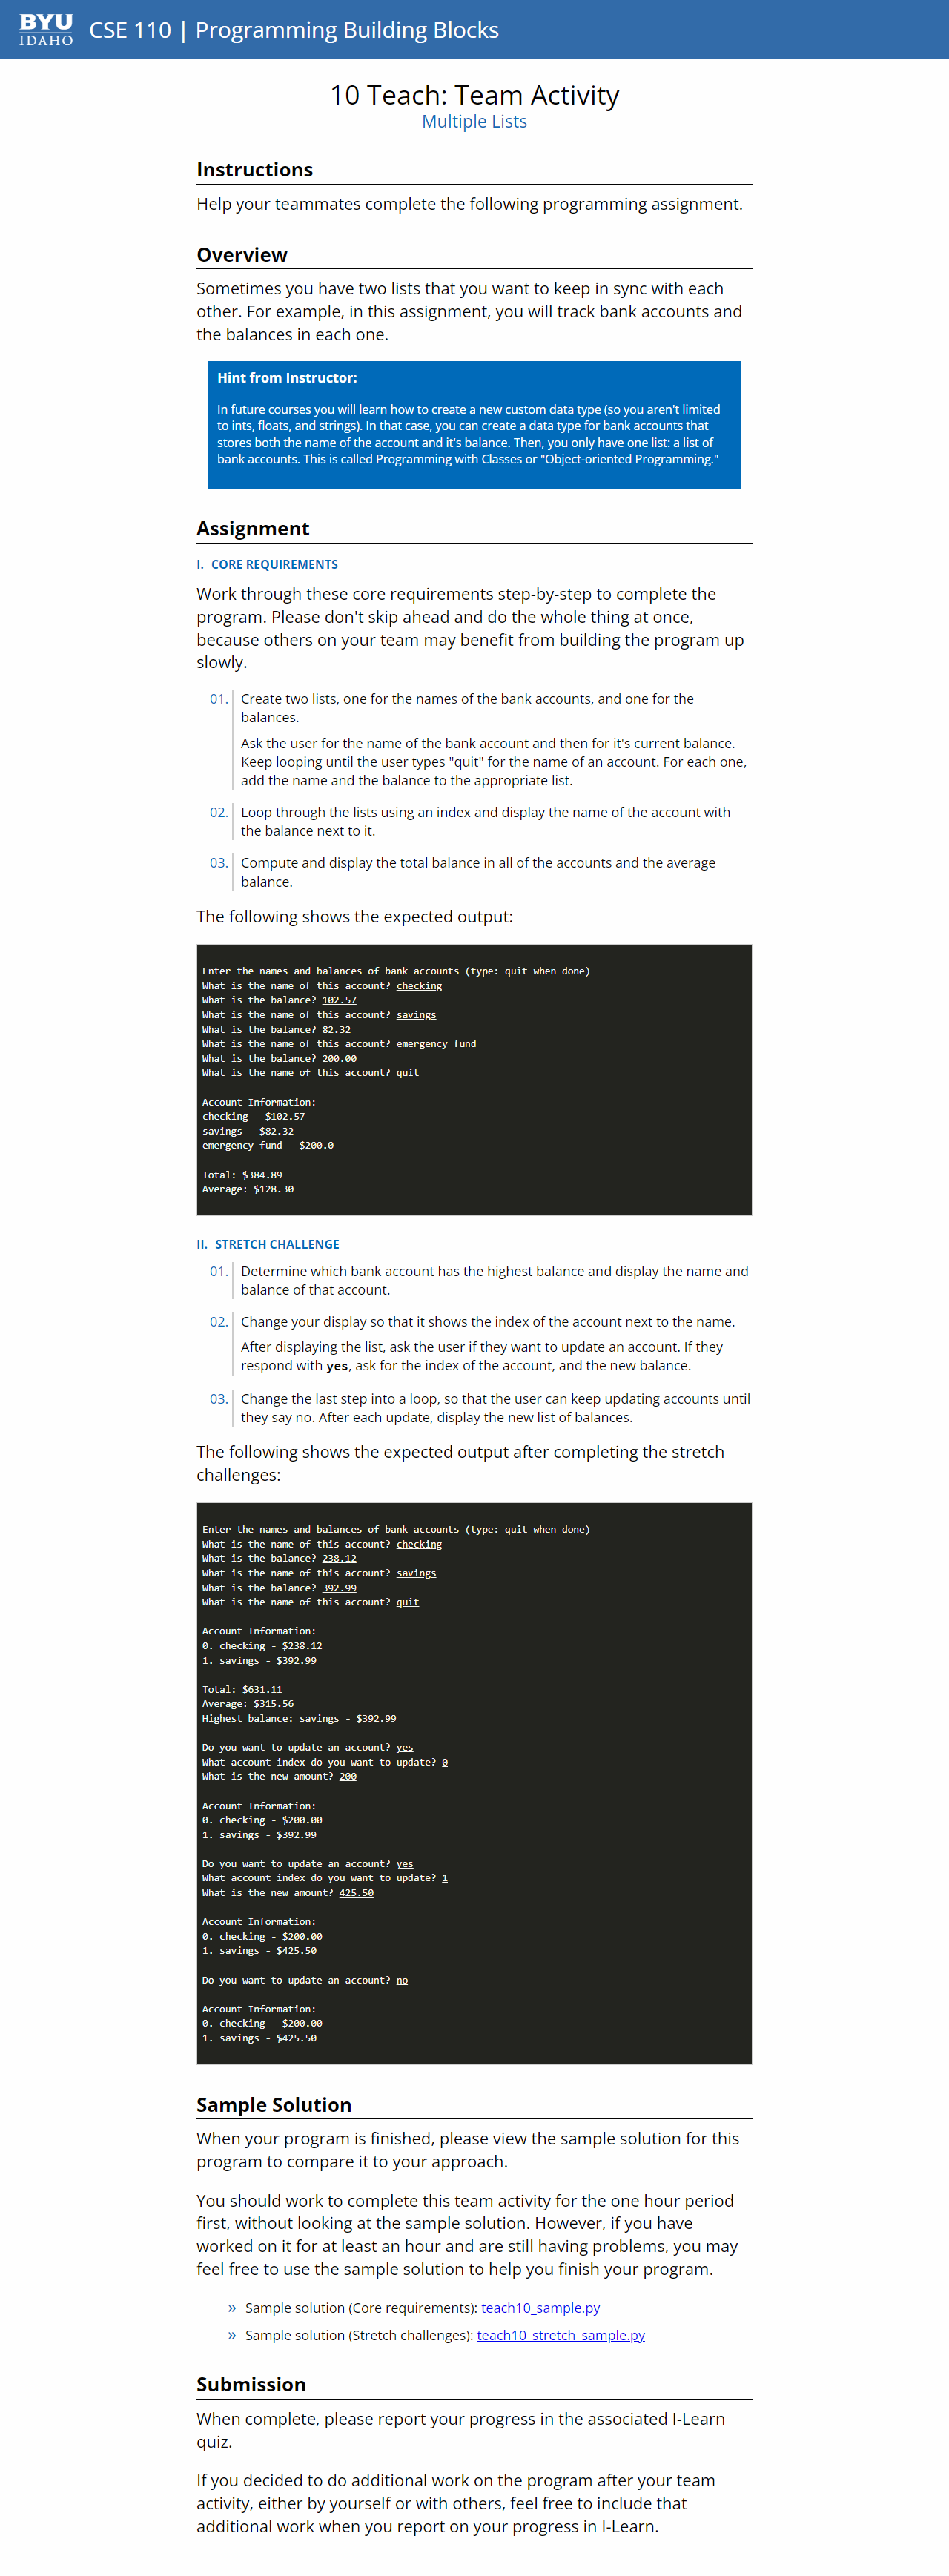 BYU
IDAHO
CSE 110 | Programming Building Blocks
10 Teach: Team Activity
Multiple Lists
Instructions
Help your teammates complete the following programming assignment.
Overview
Sometimes you have two lists that you want to keep in sync with each
other. For example, in this assignment, you will track bank accounts and
the balances in each one.
Hint from Instructor:
In future courses you will learn how to create a new custom data type (so you aren't limited
to ints, floats, and strings). In that case, you can create a data type for bank accounts that
stores both the name of the account and it's balance. Then, you only have one list: a list of
bank accounts. This is called Programming with Classes or "Object-oriented Programming."
Assignment
I. CORE REQUIREMENTS
Work through these core requirements step-by-step to complete the
program. Please don't skip ahead and do the whole thing at once,
because others on your team may benefit from building the program up
slowly.
01. Create two lists, one for the names of the bank accounts, and one for the
balances.
Ask the user for the name of the bank account and then for it's current balance.
Keep looping until the user types "quit" for the name of an account. For each one,
add the name and the balance to the appropriate list.
02. Loop through the lists using an index and display the name of the account with
the balance next to it.
03. Compute and display the total balance in all of the accounts and the average
balance.
The following shows the expected output:
Enter the names and balances of bank accounts (type: quit when done)
What is the name of this account? checking
What is the balance? 102.57
What is the name of this account? savings
What is the balance? 82.32
What is the name of this account? emergency fund
What is the balance? 200.00
What is the name of this account? quit
Account Information:
checking - $102.57
savings - $82.32
emergency fund - $200.0
Total: $384.89
Average: $128.30
II. STRETCH CHALLENGE
01. Determine which bank account has the highest balance and display the name and
balance of that account.
02. Change your display so that it shows the index of the account next to the name.
After displaying the list, ask the user if they want to update an account. If they
respond with yes, ask for the index of the account, and the new balance.
03. Change the last step into a loop, so that the user can keep updating accounts until
they say no. After each update, display the new list of balances.
The following shows the expected output after completing the stretch
challenges:
Enter the names and balances of bank accounts (type: quit when done)
What is the name of this account? checking
What is the balance? 238.12
What is the name of this account? savings
What is the balance? 392.99
What is the name of this account? quit
Account Information:
0. checking - $238.12
1. savings - $392.99
Total: $631.11
Average: $315.56
Highest balance: savings - $392.99
Do you want to update an account? yes
What account index do you want to update? 0
What is the new amount? 200
Account Information:
0. checking - $200.00
1. savings - $392.99
Do you want to update an account? yes
What account index do you want to update? 1
What is the new amount? 425.50
Account Information:
0. checking - $200.00
1. savings - $425.50
Do you want to update an account? no
Account Information:
0. checking - $200.00
1. savings - $425.50
Sample Solution
When your program is finished, please view the sample solution for this
program to compare it to your approach.
You should work to complete this team activity for the one hour period
first, without looking at the sample solution. However, if you have
worked on it for at least an hour and are still having problems, you may
feel free to use the sample solution to help you finish your program.
» Sample solution (Core requirements): teach10_sample.py
» Sample solution (Stretch challenges): teach10_stretch_sample.py
Submission
When complete, please report your progress in the associated I-Learn
quiz.
If you decided to do additional work on the program after your team
activity, either by yourself or with others, feel free to include that
additional work when you report on your progress in I-Learn.